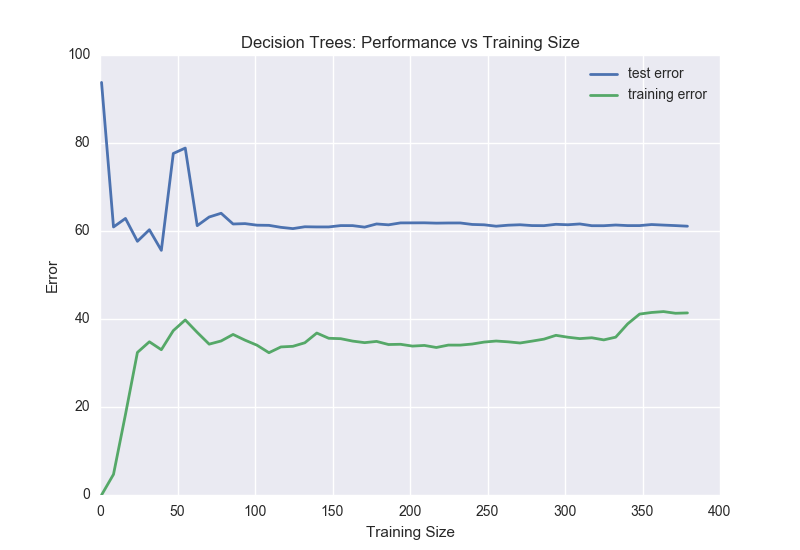 Decision Trees: Performance vs Training Size
100
80
60
40
20
0
Error
test error
training error
0 50 100 150 200 250 300 350 400
Training Size